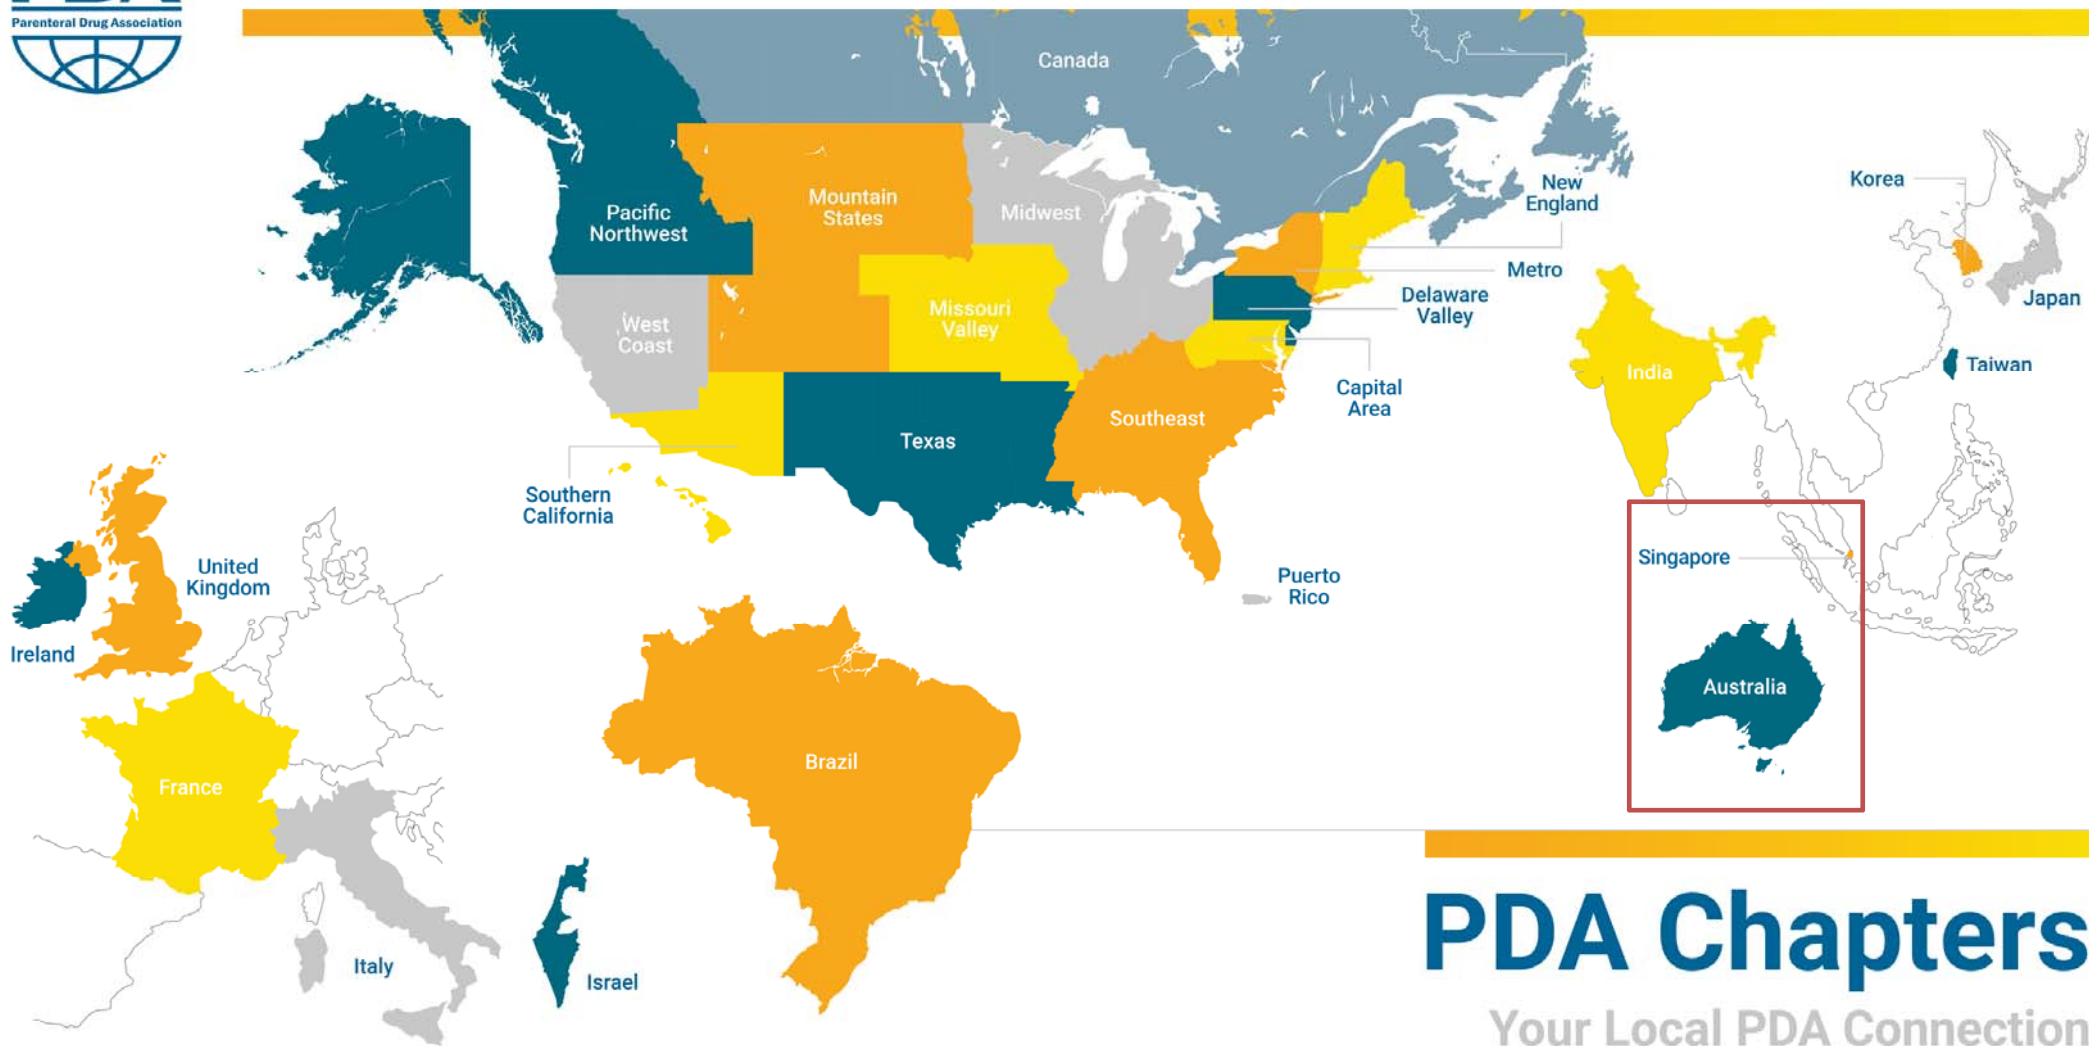 Parenteral Drug Association
Canada
New
England
Korea
Mountain
States
Midwest
Pacific
Northwest
Metro
Delaware
Valley
Japan
Missouri
Valley
West
Coast
Taiwan
India
Capital
Area
Southeast
Texas
Southern
California
Singapore
United
Kingdom
Puerto
Rico
Ireland
Australia
Brazil
France
Italy
Israel
PDA Chapters
Your Local PDA Connection